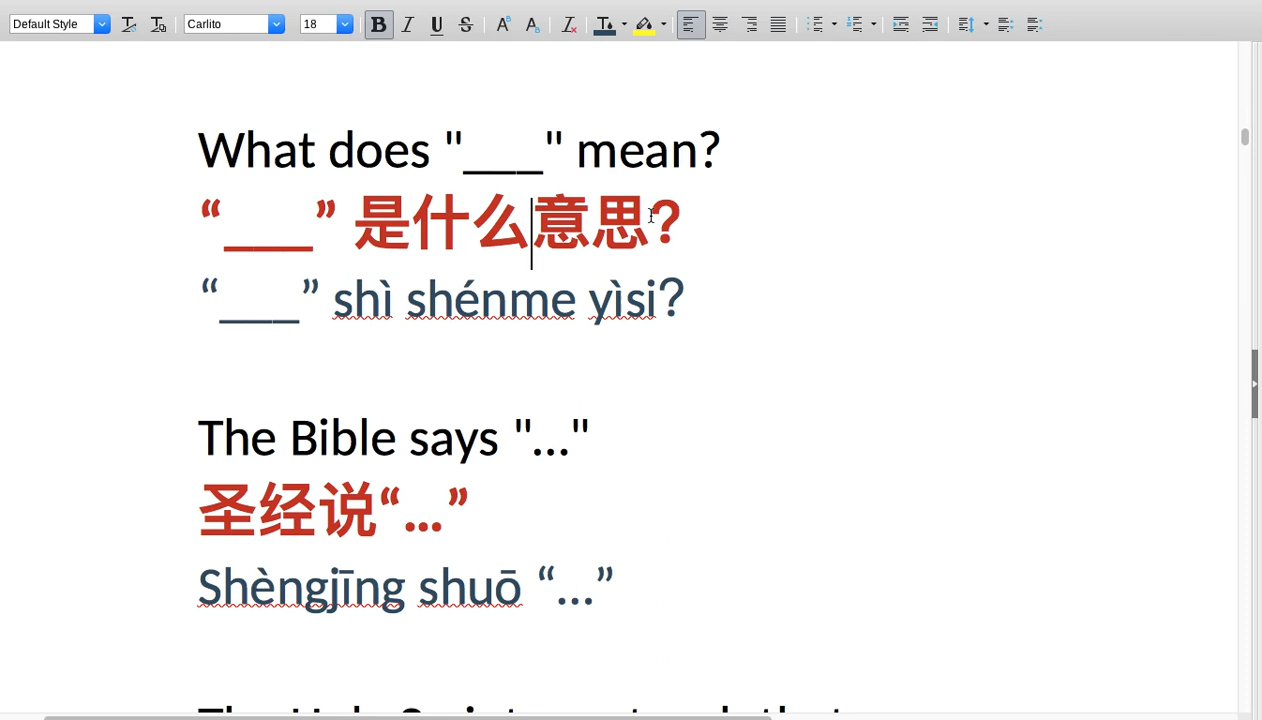 Default Style Carlito 18
What does "___" mean?
“___” 是什么意思?
“___” shì shénme yìsi?
The Bible says "…"
圣经说“…”
Shèngjīng shuō “…”